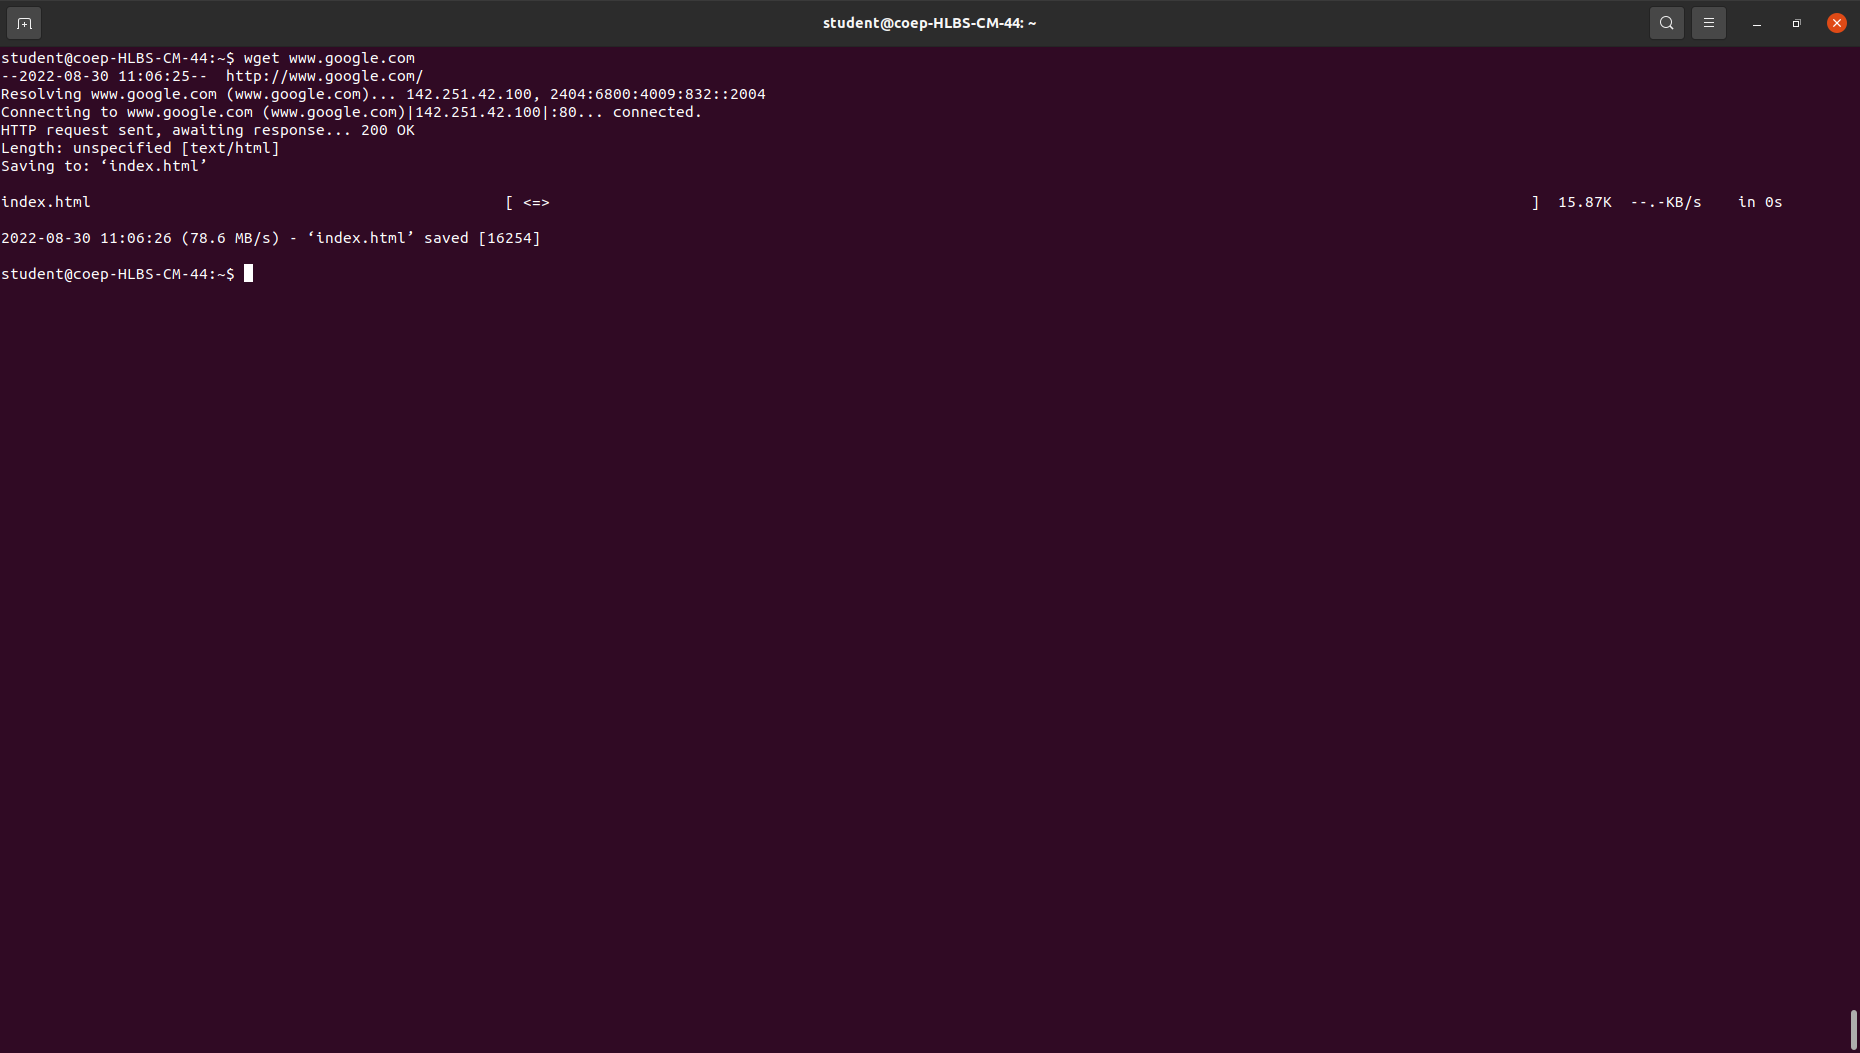 student@coep-HLBS-CM-44: ~
student@coep-HLBS-CM-44:~$ wget www.google.com
--2022-08-30 11:06:25--  http://www.google.com/
Resolving www.google.com (www.google.com)... 142.251.42.100, 2404:6800:4009:832::2004
Connecting to www.google.com (www.google.com)|142.251.42.100|:80... connected.
HTTP request sent, awaiting response... 200 OK
Length: unspecified [text/html]
Saving to: ‘index.html’
index.html [ <=> ] 15.87K --.-KB/s in 0s
2022-08-30 11:06:26 (78.6 MB/s) - ‘index.html’ saved [16254]
student@coep-HLBS-CM-44:~$